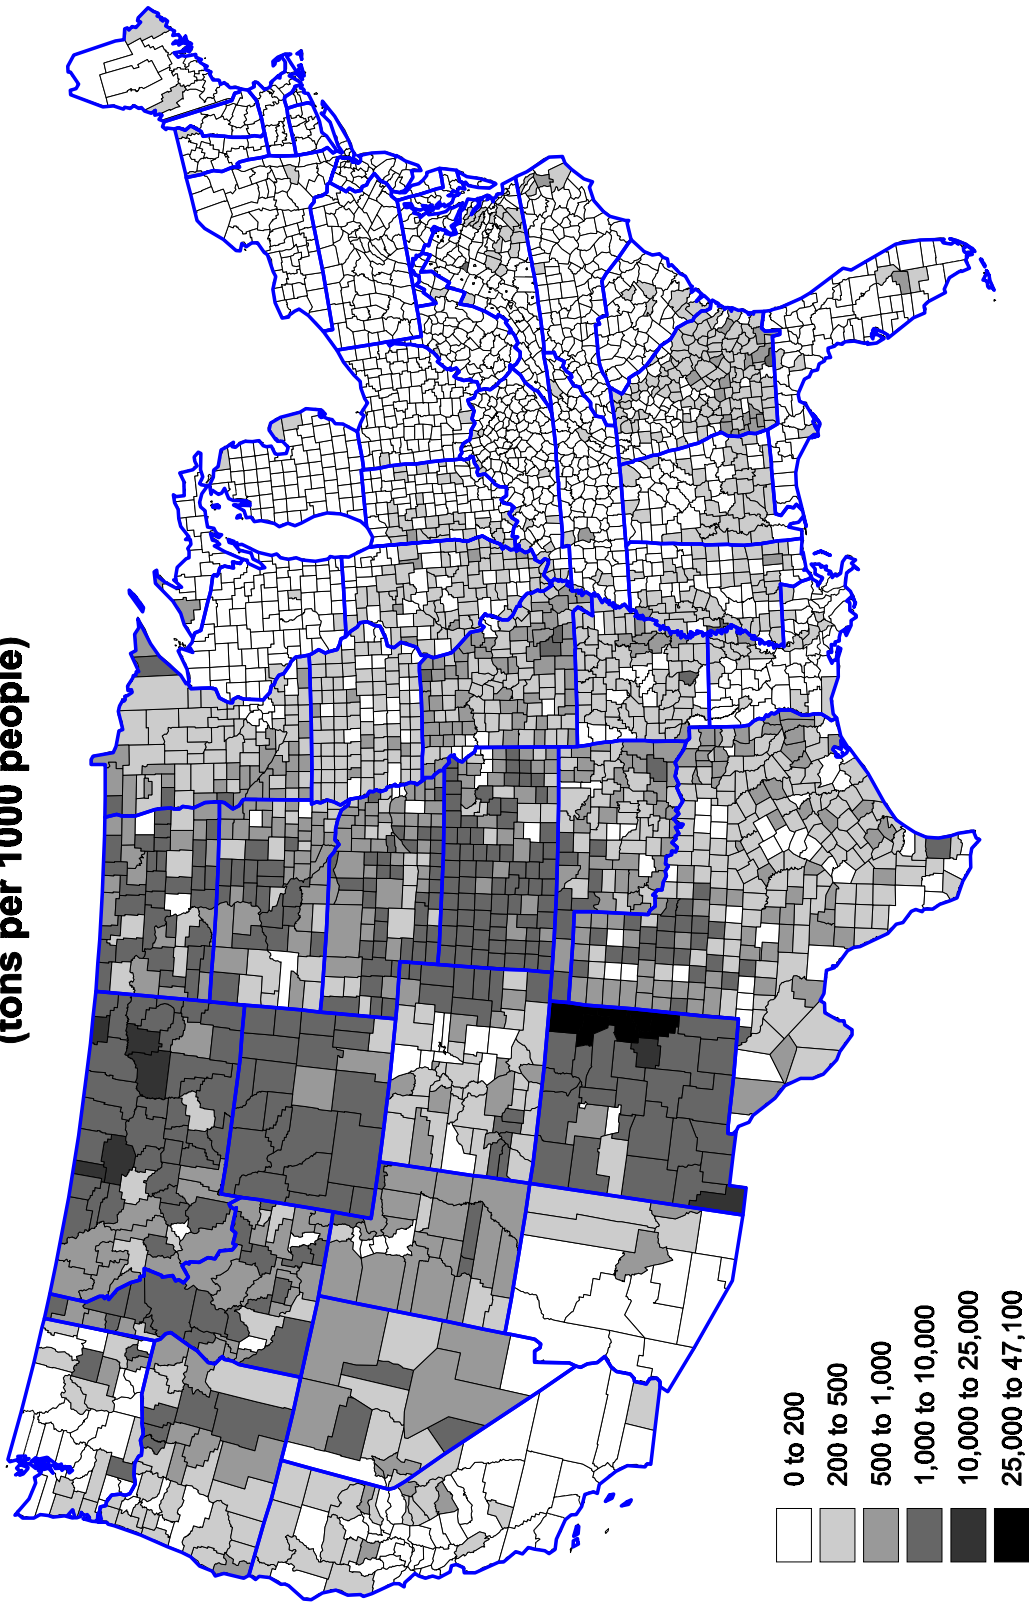 (tons per 1000 people)
0 to 200
200 to 500
500 to 1,000
1,000 to 10,000
10,000 to 25,000
25,000 to 47,100